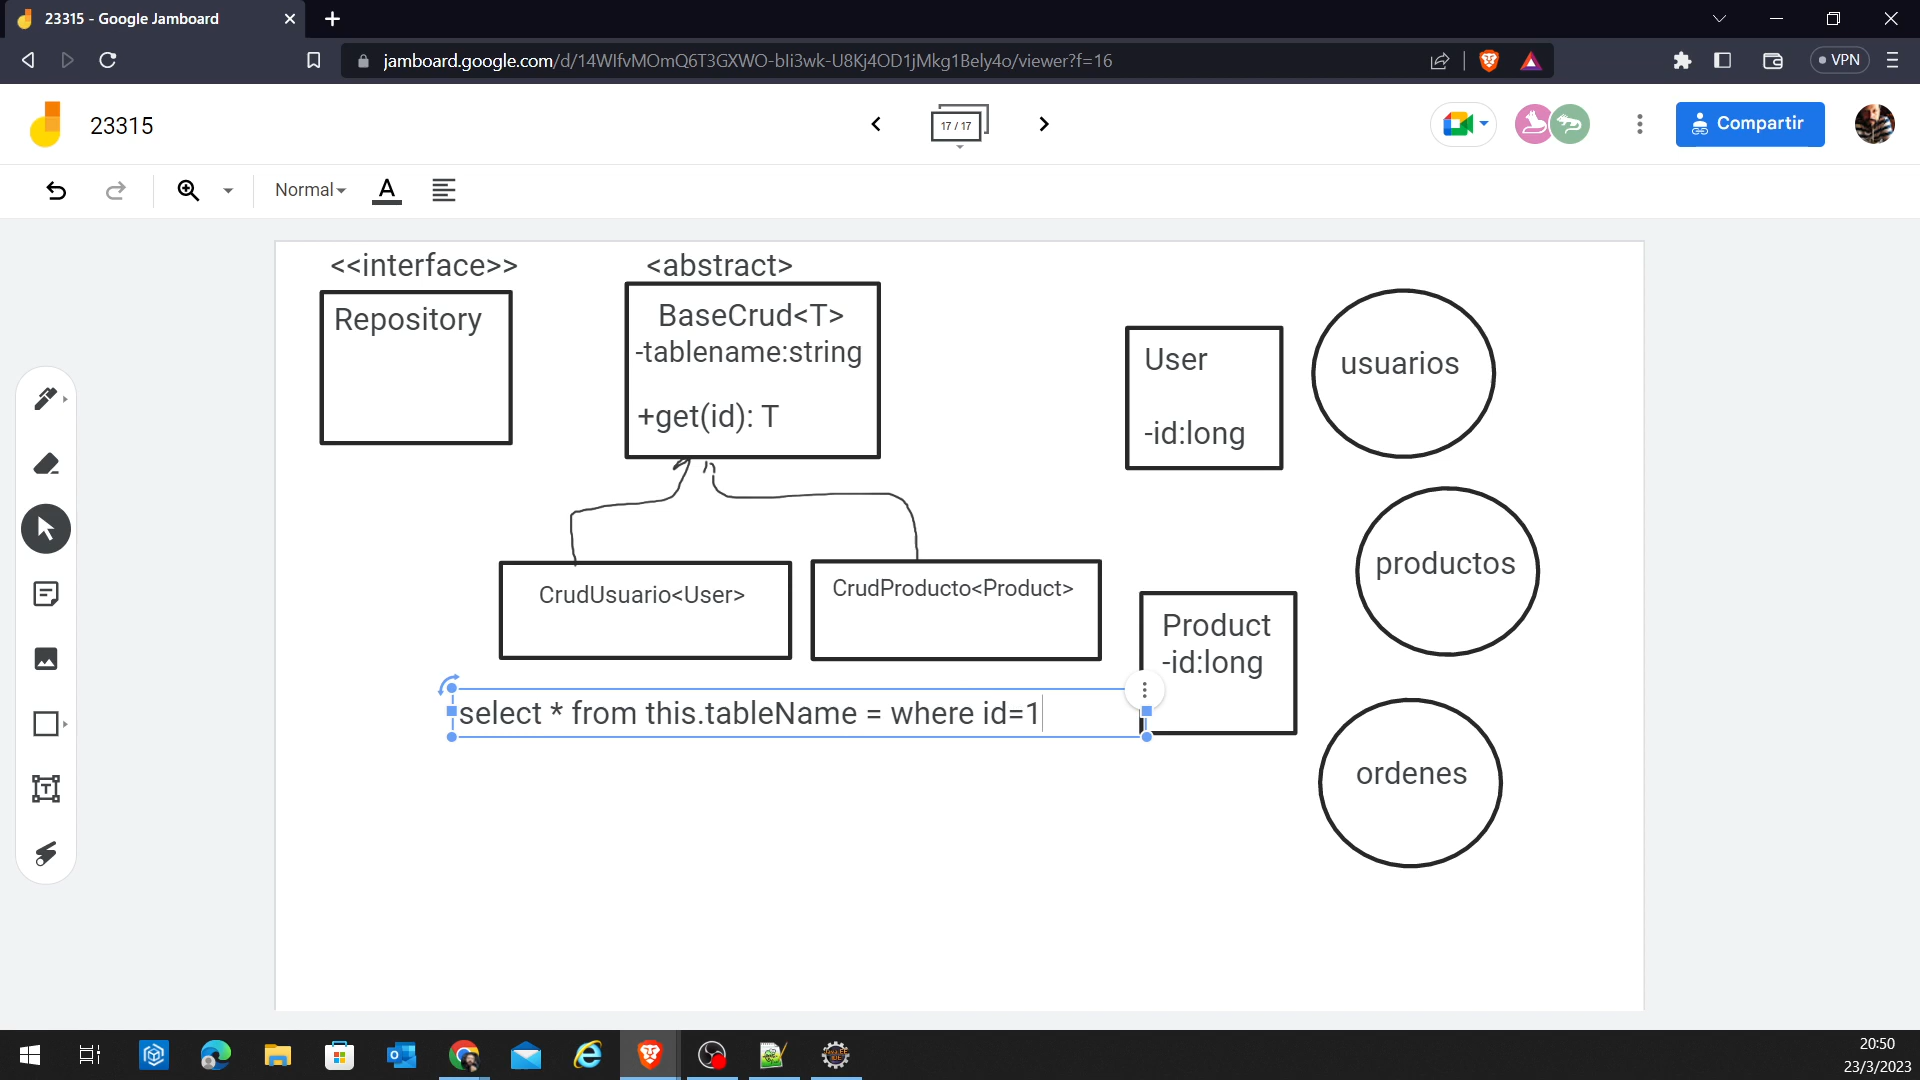 23315 - Google Jamboard
jamboard.google.com/d/14WlfvMOmQ6T3GXWO-bli3wk-U8Kj4OD1jMkg1Bely4o/viewer?f=16
VPN
23315
17 / 17
Compartir
Normal
<<interface>>
Repository
<abstract>
BaseCrud<T>
-tablename:string
+get(id): T
User
-id:long
usuarios
productos
CrudUsuario<User>
CrudProducto<Product>
Product
-id:long
select * from this.tableName = where id=1
ordenes
20:50
23/3/2023